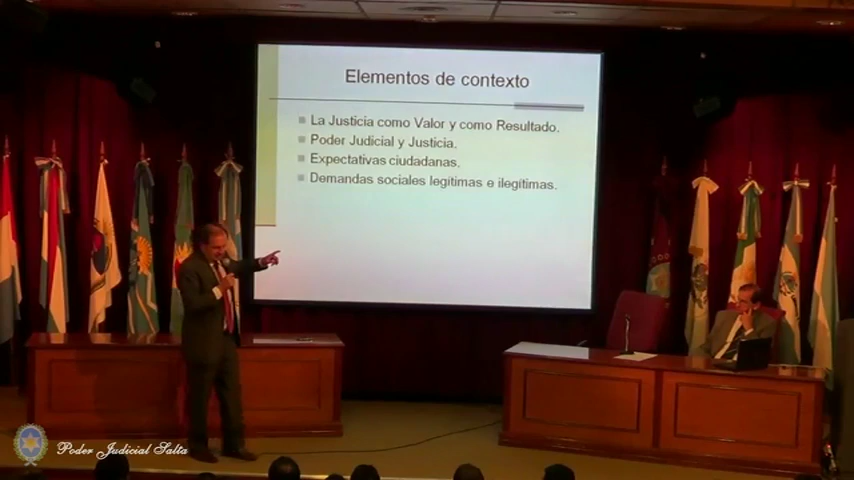 Elementos de contexto
La Justicia como Valor y como Resultado.
Poder Judicial y Justicia.
Expectativas ciudadanas.
Demandas sociales legítimas e ilegítimas.
Poder Judicial Salta